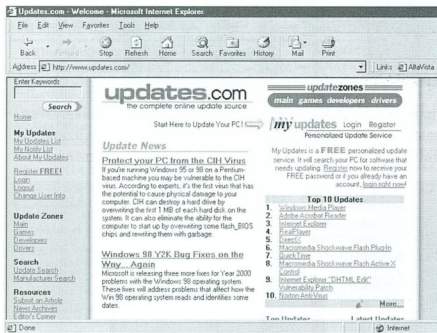 Updates.com - Welcome - Microsoft Internet Explorer
File Edit View Favorites Tools Help
Back Forward Stop Refresh Home Search Favorites History Mail Print
Address http://www.updates.com/ Links AltaVista
Enter Keywords
Search
Home
My Updates
My Updates List
My Notify List
About My Updates
Register FREE!
Login
Logout
Change User Info
Update Zones
Main
Games
Developers
Drivers
Search
Update Search
Manufacturer Search
Resources
Submit an Article
News Archives
Editor's Corner
updates.com
the complete online update source
Start Here to Update Your PC!
Update News
Protect your PC from the CIH Virus
If you're running Windows 95 or 98 on a Pentium-
based machine you may be vulnerable to the CIH
virus. According to experts, it's the first virus that has
the potential to cause physical damage to your
computer. CIH can destroy a hard drive by
overwriting the first 1 MB of each hard disk on the
system. It can also eliminate the ability for the
computer to start up by overwriting some flash_BIOS
chips and rewriting them with garbage.
Windows 98 Y2K Bug Fixes on the
Way... Again
Microsoft is releasing three more fixes for Year 2000
problems with the Windows 98 operating system.
These fixes will address problems that affect how the
Win 98 operating system reads and identifies some
dates.
updatezones
main games developers drivers
my updates Login Register
Personalized Update Service
My Updates is a FREE personalized update
service. It will search your PC for software that
needs updating. Register now to receive your
FREE password or if you already have an
account, login right now!
Top 10 Updates
1. Windows Media Player
2. Adobe Acrobat Reader
3. Internet Explorer
4. RealPlayer
5. DirectX
6. Macromedia Shockwave Flash Plug-In
7. QuickTime
8. Macromedia Shockwave Flash Active X
Control
9. Internet Explorer "DHTML Edit"
Vulnerability Patch
10. Norton AntiVirus
More...
Top Updates Latest Updates
Done Internet